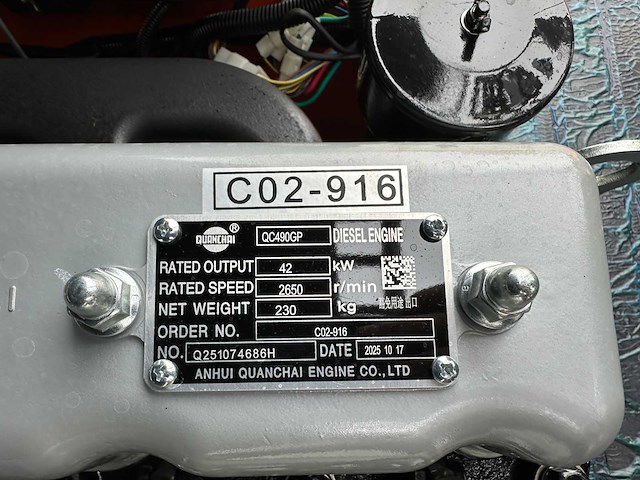 C02-916
QUANCHAI ® QC490GP DIESEL ENGINE
RATED OUTPUT 42 kW
RATED SPEED 2650 r/min
NET WEIGHT 230 kg
ORDER NO. C02-916
NO. Q251074686H DATE 2025 10 17
ANHUI QUANCHAI ENGINE CO.,LTD